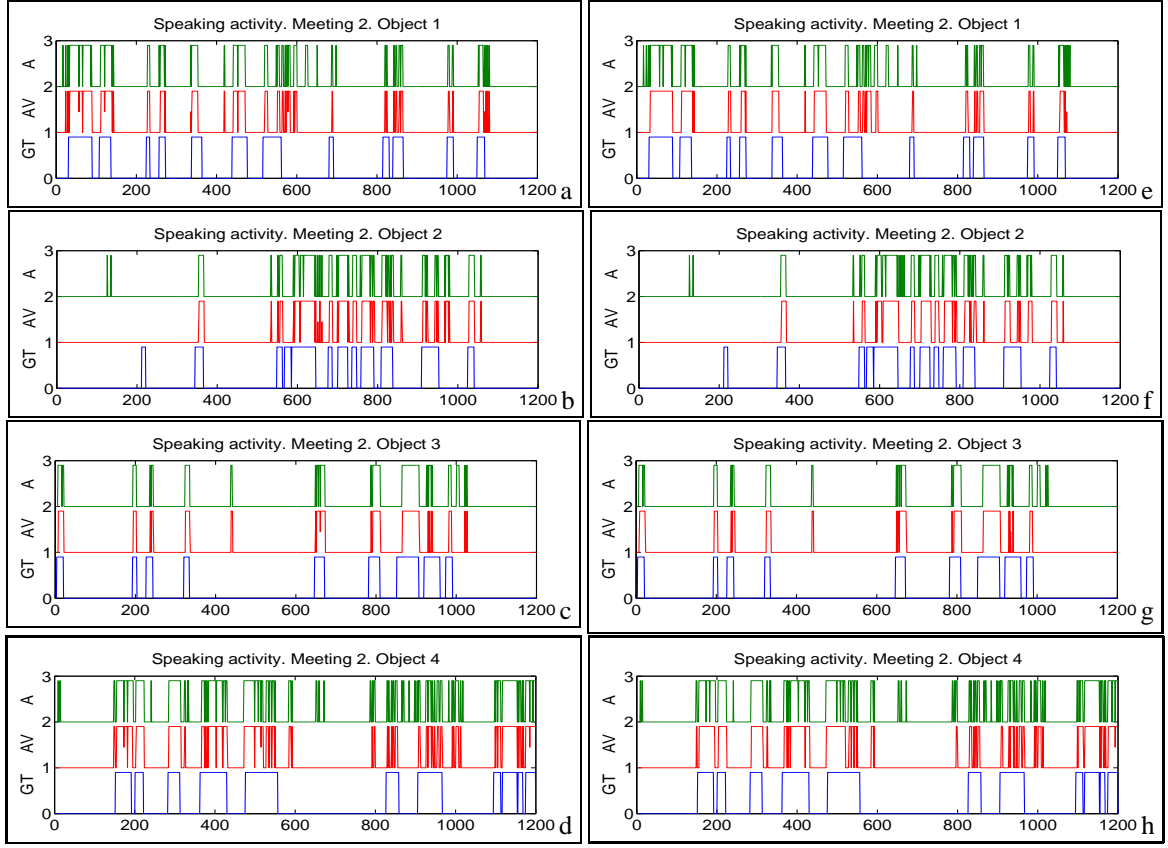 Speaking activity. Meeting 2. Object 1
3
A
2
AV
1
GT
0
0 200 400 600 800 1000 1200
a
Speaking activity. Meeting 2. Object 1
3
A
2
AV
1
GT
0
0 200 400 600 800 1000 1200
e
Speaking activity. Meeting 2. Object 2
3
A
2
AV
1
GT
0
0 200 400 600 800 1000 1200
b
Speaking activity. Meeting 2. Object 2
3
A
2
AV
1
GT
0
0 200 400 600 800 1000 1200
f
Speaking activity. Meeting 2. Object 3
3
A
2
AV
1
GT
0
0 200 400 600 800 1000 1200
c
Speaking activity. Meeting 2. Object 3
3
A
2
AV
1
GT
0
0 200 400 600 800 1000 1200
g
Speaking activity. Meeting 2. Object 4
3
A
2
AV
1
GT
0
0 200 400 600 800 1000 1200
d
Speaking activity. Meeting 2. Object 4
3
A
2
AV
1
GT
0
0 200 400 600 800 1000 1200
h